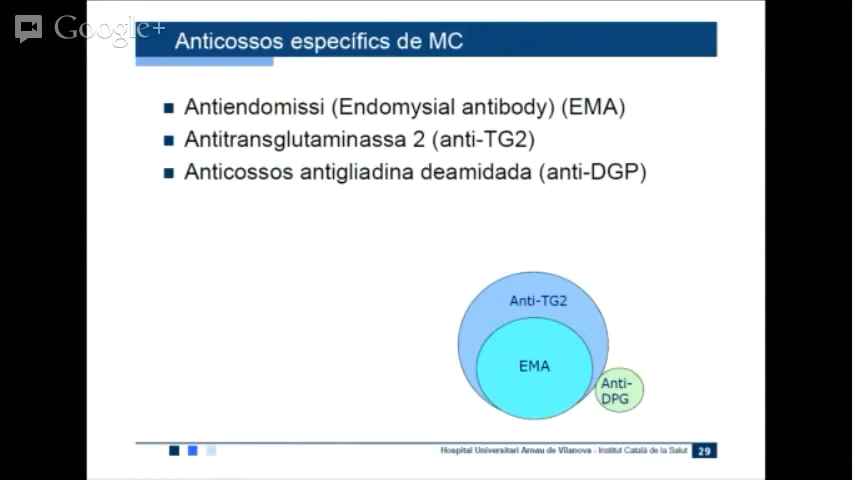 Google+
Anticossos específics de MC
Antiendomissi (Endomysial antibody) (EMA)
Antitransglutaminassa 2 (anti-TG2)
Anticossos antigliadina deamidada (anti-DGP)
Anti-TG2
EMA
Anti-
DPG
Hospital Universitari Arnau de Vilanova - Institut Català de la Salut 29